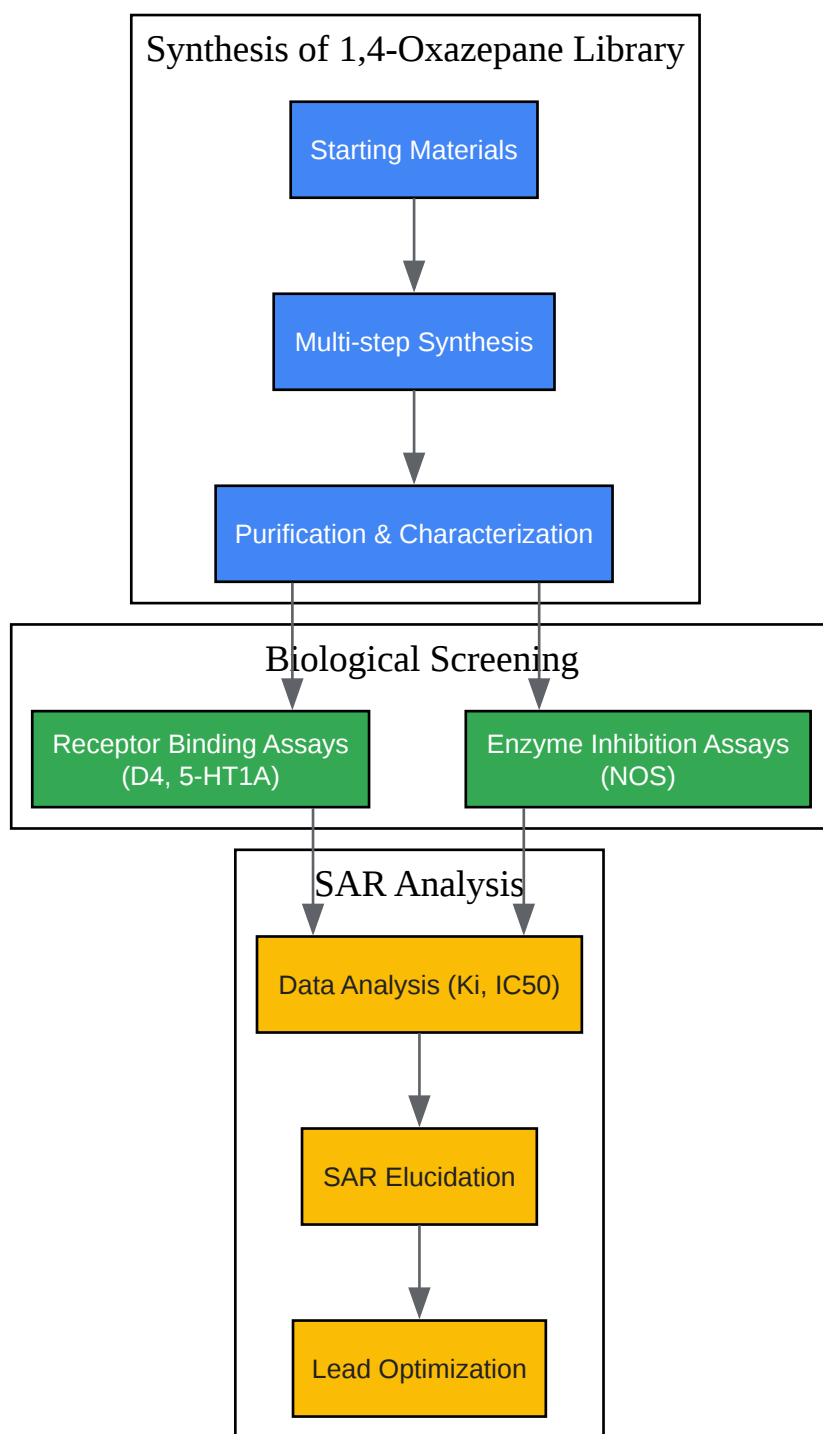 Synthesis of 1,4-Oxazepane Library
Starting Materials
Multi-step Synthesis
Purification & Characterization
Biological Screening
Receptor Binding Assays
(D4, 5-HT1A)
Enzyme Inhibition Assays
(NOS)
SAR Analysis
Data Analysis (Ki, IC50)
SAR Elucidation
Lead Optimization